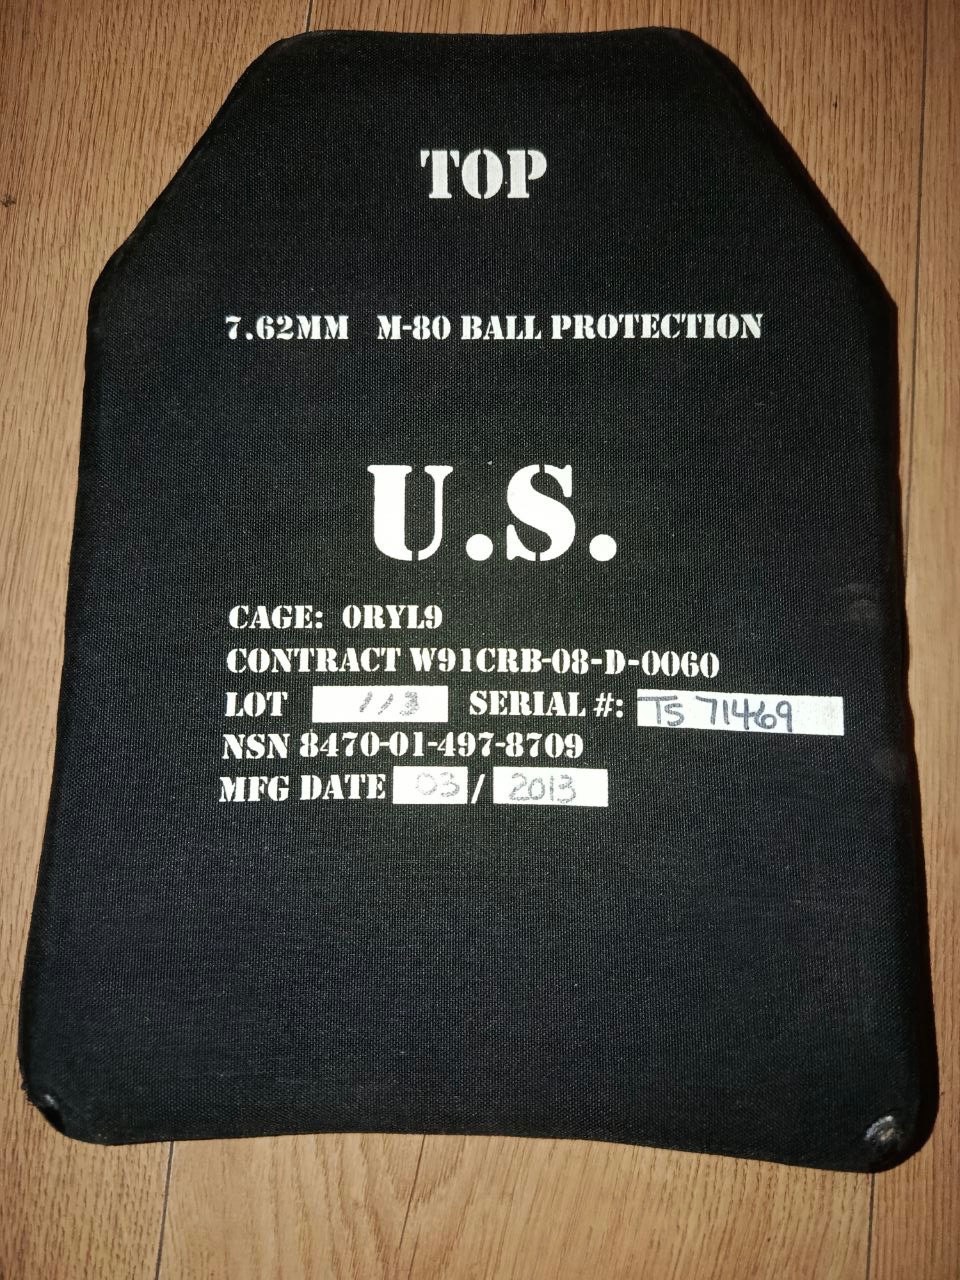 TOP
7.62MM M-80 BALL PROTECTION
U.S.
CAGE: 0RYL9
CONTRACT W91CRB-08-D-0060
LOT 113 SERIAL #: TS 71469
NSN 8470-01-497-8709
MFG DATE 03 / 2013